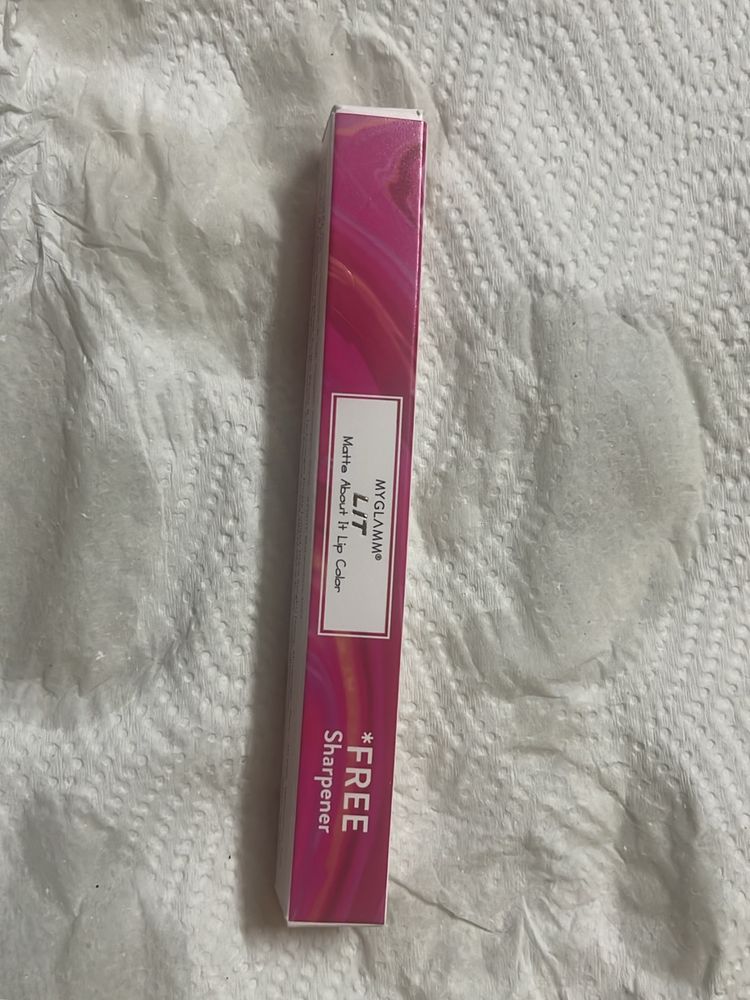 MYGLAMM®
LIT
Matte About It Lip Color
*FREE
Sharpener